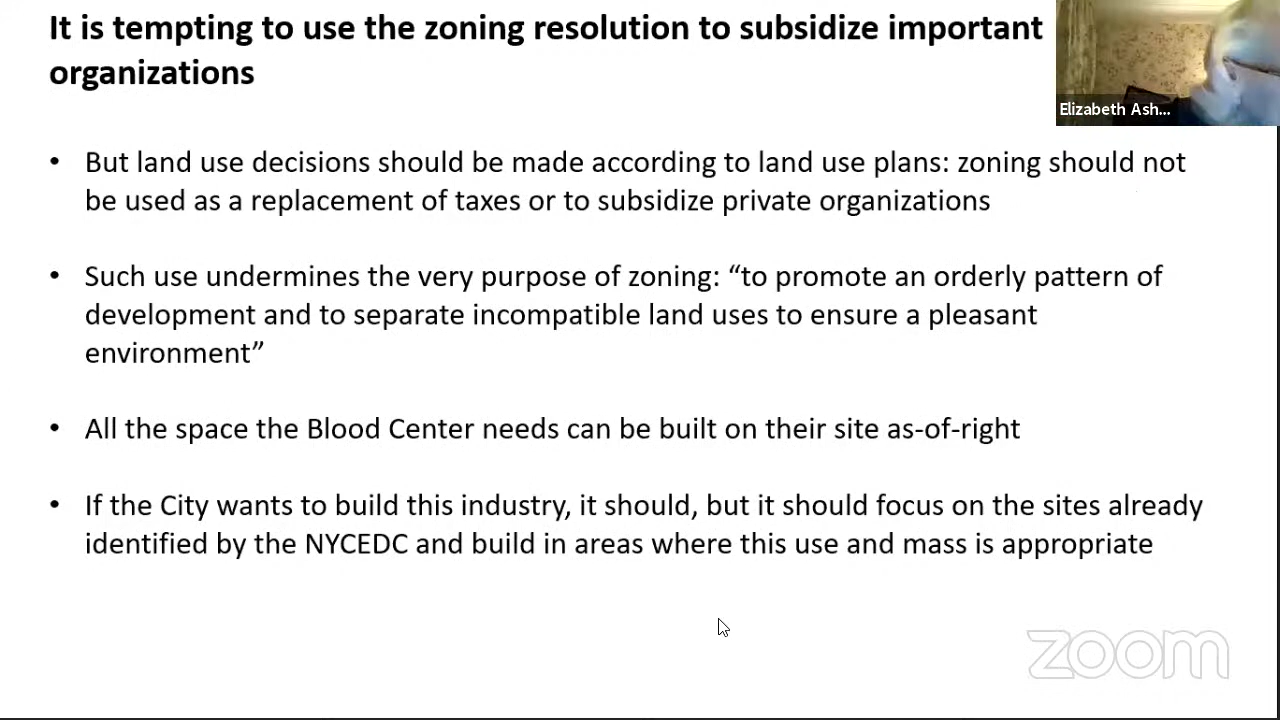 It is tempting to use the zoning resolution to subsidize important
organizations
Elizabeth Ash...
• But land use decisions should be made according to land use plans: zoning should not
be used as a replacement of taxes or to subsidize private organizations
• Such use undermines the very purpose of zoning: “to promote an orderly pattern of
development and to separate incompatible land uses to ensure a pleasant
environment”
• All the space the Blood Center needs can be built on their site as-of-right
• If the City wants to build this industry, it should, but it should focus on the sites already
identified by the NYCEDC and build in areas where this use and mass is appropriate
zoom